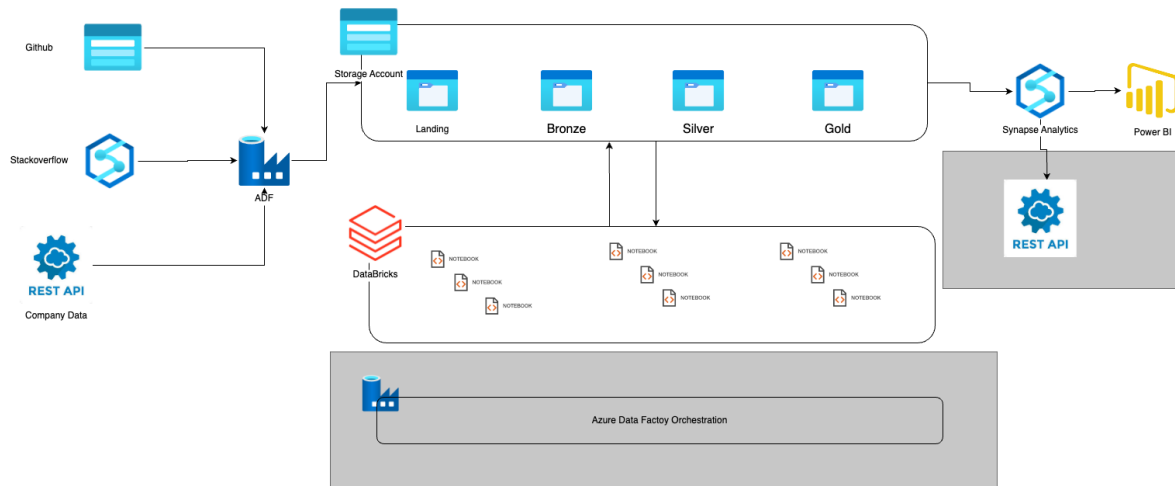 Github
Storage Account
Landing
Bronze
Silver
Gold
Synapse Analytics
Power BI
Stackoverflow
ADF
REST API
Company Data
DataBricks
NOTEBOOK
NOTEBOOK
NOTEBOOK
NOTEBOOK
NOTEBOOK
NOTEBOOK
NOTEBOOK
NOTEBOOK
NOTEBOOK
REST API
Azure Data Factoy Orchestration